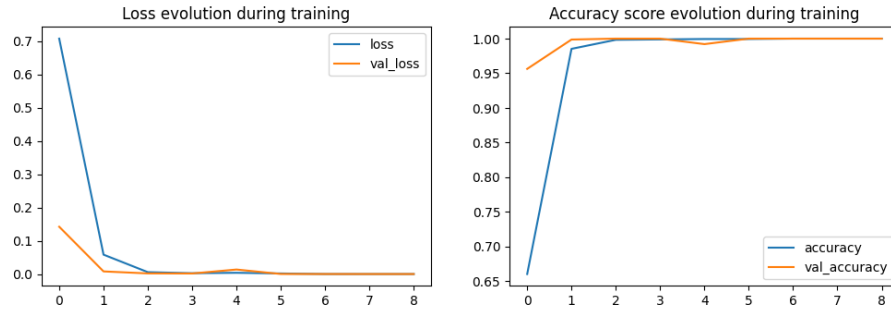 Loss evolution during training
0.7
0.6
0.5
0.4
0.3
0.2
0.1
0.0
0 1 2 3 4 5 6 7 8
loss
val_loss
Accuracy score evolution during training
1.00
0.95
0.90
0.85
0.80
0.75
0.70
0.65
0 1 2 3 4 5 6 7 8
accuracy
val_accuracy